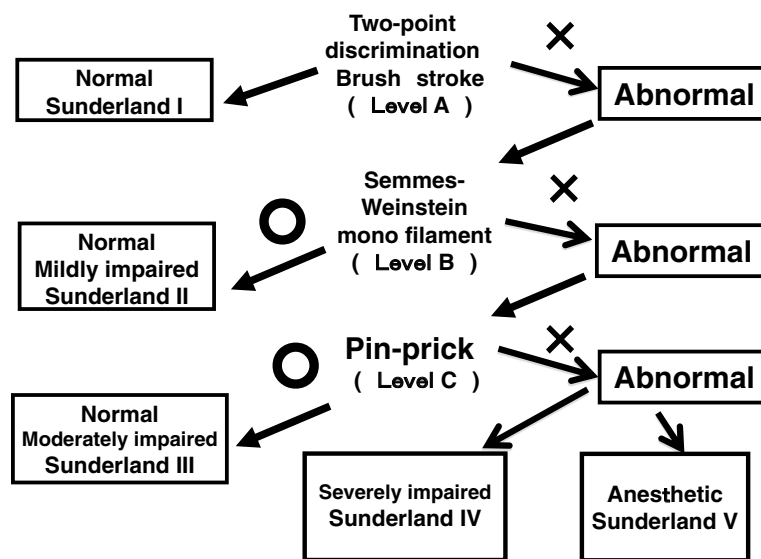 Two-point
discrimination
Brush stroke
( Level A )
Normal
Sunderland I
Abnormal
Semmes-
Weinstein
mono filament
( Level B )
Normal
Mildly impaired
Sunderland II
Abnormal
Pin-prick
( Level C )
Abnormal
Normal
Moderately impaired
Sunderland III
Severely impaired
Sunderland IV
Anesthetic
Sunderland V